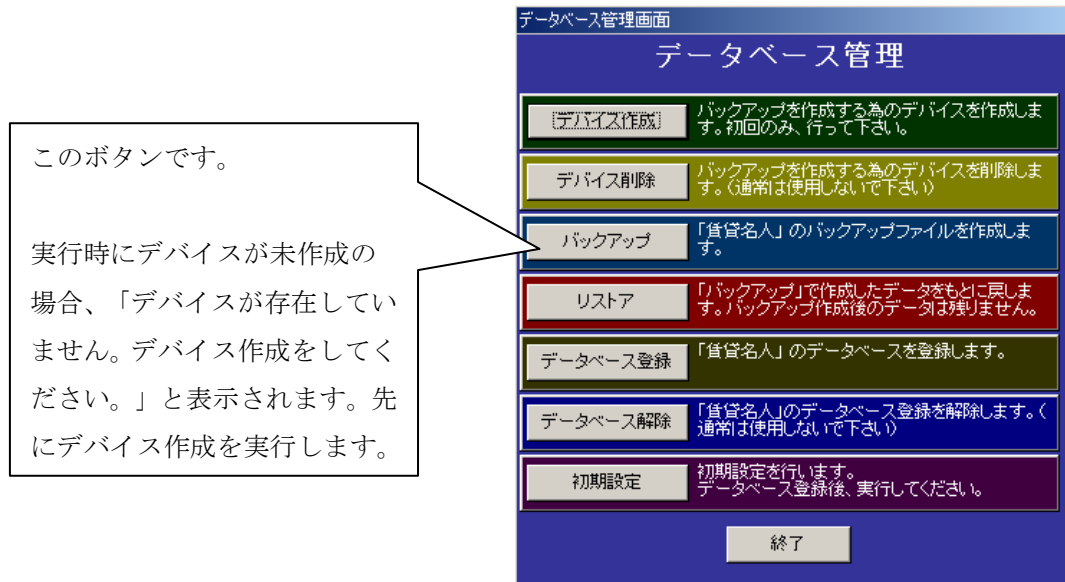 このボタンです。
実行時にデバイスが未作成の
場合、「デバイスが存在してい
ません。デバイス作成をしてく
ださい。」と表示されます。先
にデバイス作成を実行します。
データベース管理画面
データベース管理
デバイス作成
バックアップを作成する為のデバイスを作成しま
す。初回のみ、行って下さい。
デバイス削除
バックアップを作成する為のデバイスを削除しま
す。（通常は使用しないで下さい）
バックアップ
「賃貸名人」のバックアップファイルを作成しま
す。
リストア
「バックアップ」で作成したデータをもとに戻しま
す。バックアップ作成後のデータは残りません。
データベース登録
「賃貸名人」のデータベースを登録します。
データベース解除
「賃貸名人」のデータベース登録を解除します。（
通常は使用しないで下さい）
初期設定
初期設定を行います。
データベース登録後、実行してください。
終了